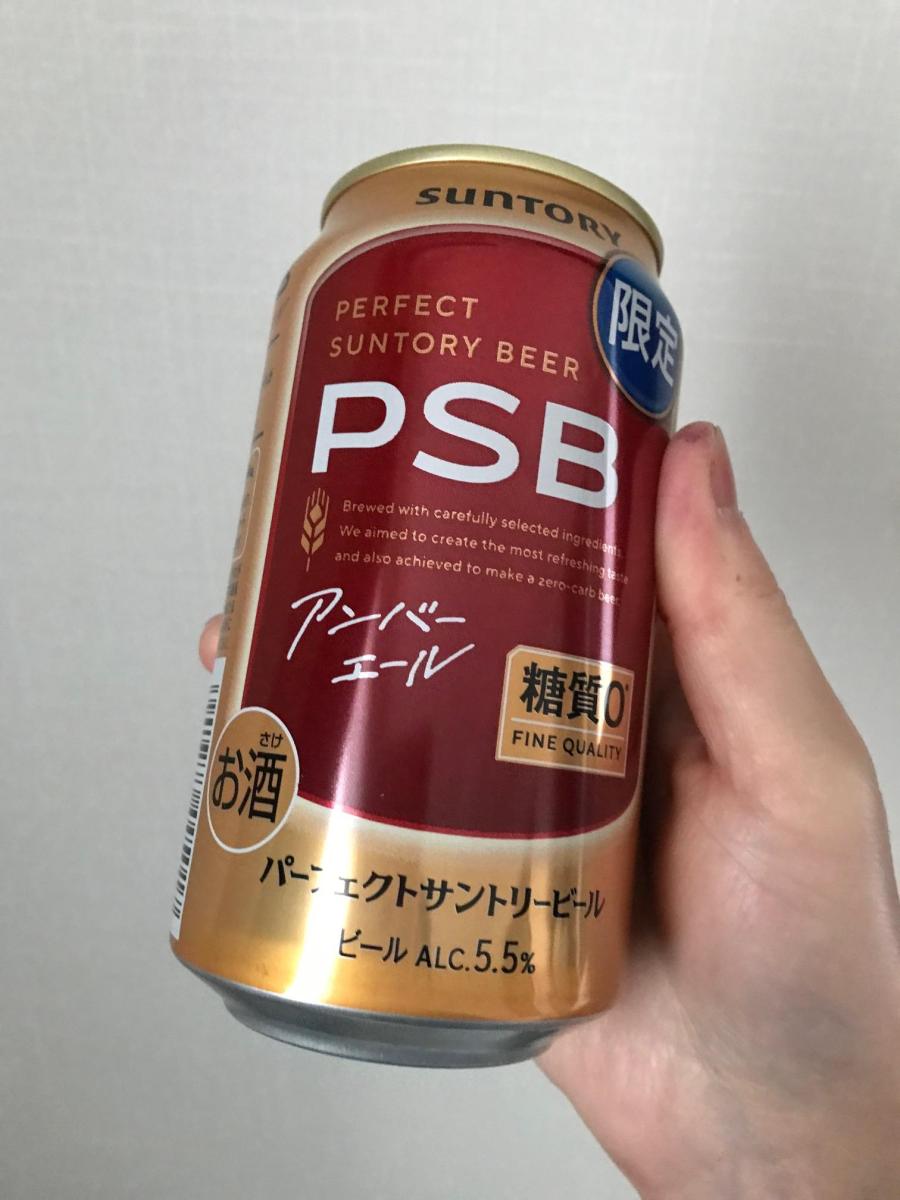 SUNTORY
限定
PERFECT
SUNTORY BEER
PSB
Brewed with carefully selected ingredients.
We aimed to create the most refreshing taste
and also achieved to make a zero-carb beer.
アンバー
エール
糖質0*
FINE QUALITY
さけ
お酒
パーフェクトサントリービール
ビール ALC.5.5%